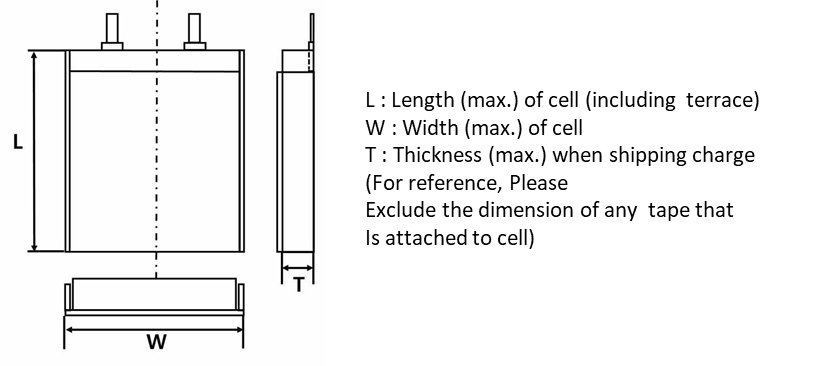 L
L : Length (max.) of cell (including terrace)
W : Width (max.) of cell
T : Thickness (max.) when shipping charge
(For reference, Please
Exclude the dimension of any tape that
Is attached to cell)
T
W